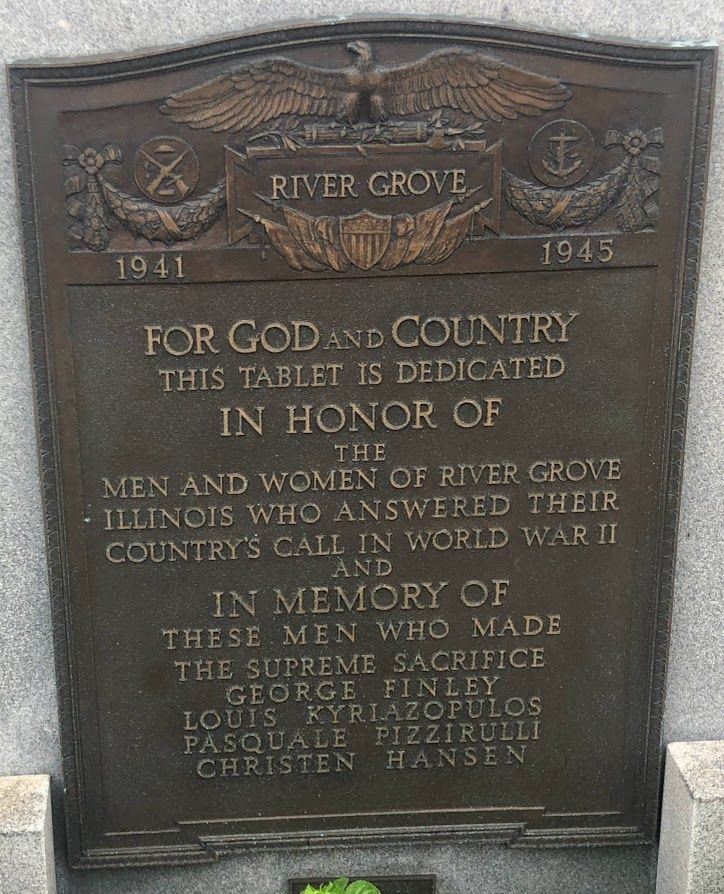 RIVER GROVE
1941 1945
FOR GOD AND COUNTRY
THIS TABLET IS DEDICATED
IN HONOR OF
THE
MEN AND WOMEN OF RIVER GROVE
ILLINOIS WHO ANSWERED THEIR
COUNTRY'S CALL IN WORLD WAR II
AND
IN MEMORY OF
THESE MEN WHO MADE
THE SUPREME SACRIFICE
GEORGE FINLEY
LOUIS KYRIAZOPULOS
PASQUALE PIZZIRULLI
CHRISTEN HANSEN